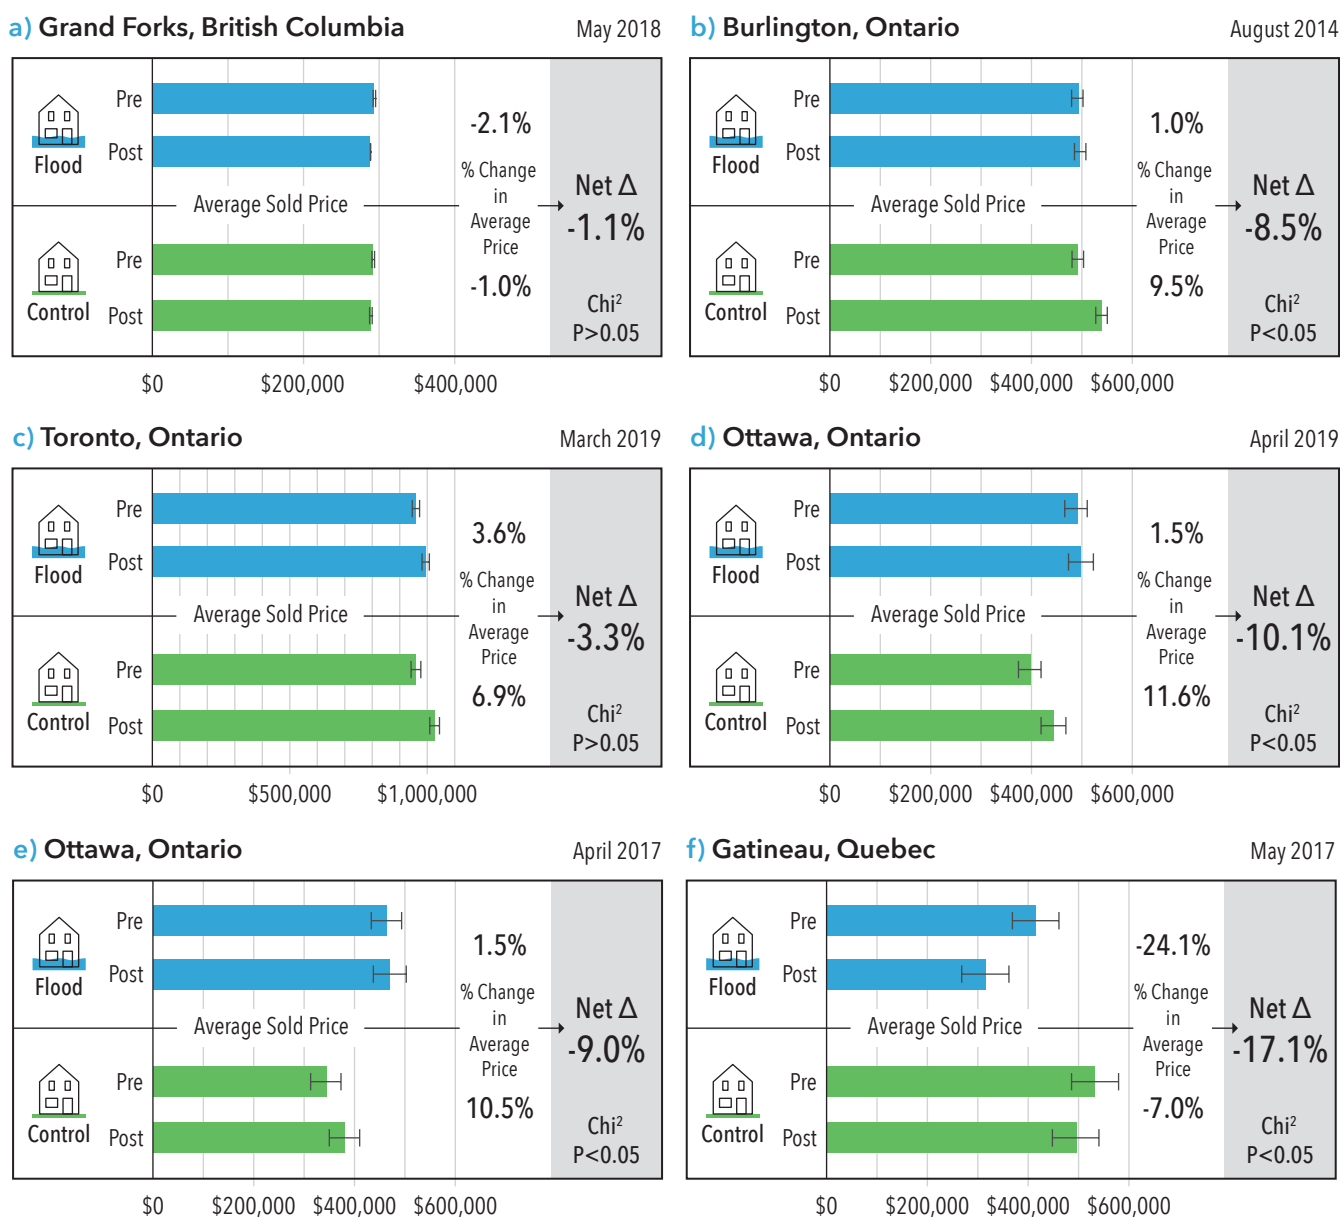 a) Grand Forks, British Columbia May 2018
Pre
-2.1%
Post
Flood
% Change
in
Average
Price
Average Sold Price
Net Δ
-1.1%
Pre
-1.0%
Control
Post
Chi²
P>0.05
$0 $200,000 $400,000
b) Burlington, Ontario August 2014
Pre
1.0%
Post
Flood
% Change
in
Average
Price
Average Sold Price
Net Δ
-8.5%
Pre
9.5%
Control
Post
Chi²
P<0.05
$0 $200,000 $400,000 $600,000
c) Toronto, Ontario March 2019
Pre
3.6%
Post
Flood
% Change
in
Average
Price
Average Sold Price
Net Δ
-3.3%
Pre
6.9%
Control
Post
Chi²
P>0.05
$0 $500,000 $1,000,000
d) Ottawa, Ontario April 2019
Pre
1.5%
Post
Flood
% Change
in
Average
Price
Average Sold Price
Net Δ
-10.1%
Pre
11.6%
Control
Post
Chi²
P<0.05
$0 $200,000 $400,000 $600,000
e) Ottawa, Ontario April 2017
Pre
1.5%
Post
Flood
% Change
in
Average
Price
Average Sold Price
Net Δ
-9.0%
Pre
10.5%
Control
Post
Chi²
P<0.05
$0 $200,000 $400,000 $600,000
f) Gatineau, Quebec May 2017
Pre
-24.1%
Post
Flood
% Change
in
Average
Price
Average Sold Price
Net Δ
-17.1%
Pre
-7.0%
Control
Post
Chi²
P<0.05
$0 $200,000 $400,000 $600,000